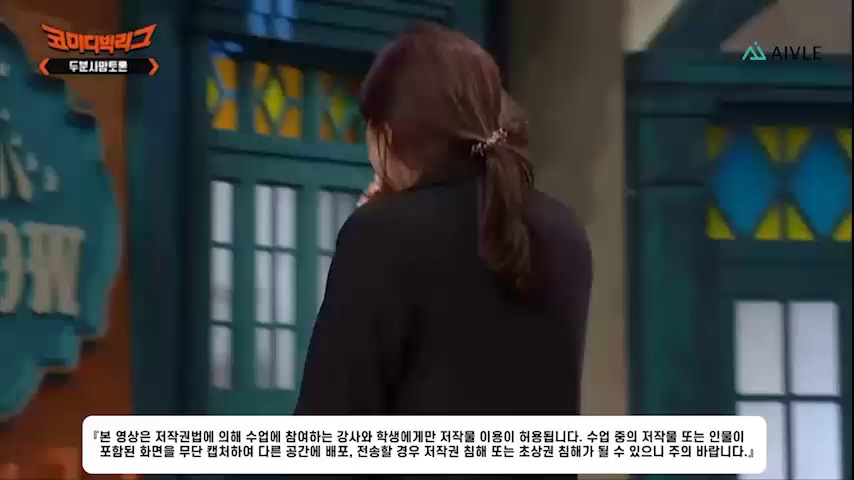 코미디빅리그
두분사망토론
AIVLE
『본 영상은 저작권법에 의해 수업에 참여하는 강사와 학생에게만 저작물 이용이 허용됩니다. 수업 중의 저작물 또는 인물이
포함된 화면을 무단 캡처하여 다른 공간에 배포, 전송할 경우 저작권 침해 또는 초상권 침해가 될 수 있으니 주의 바랍니다.』